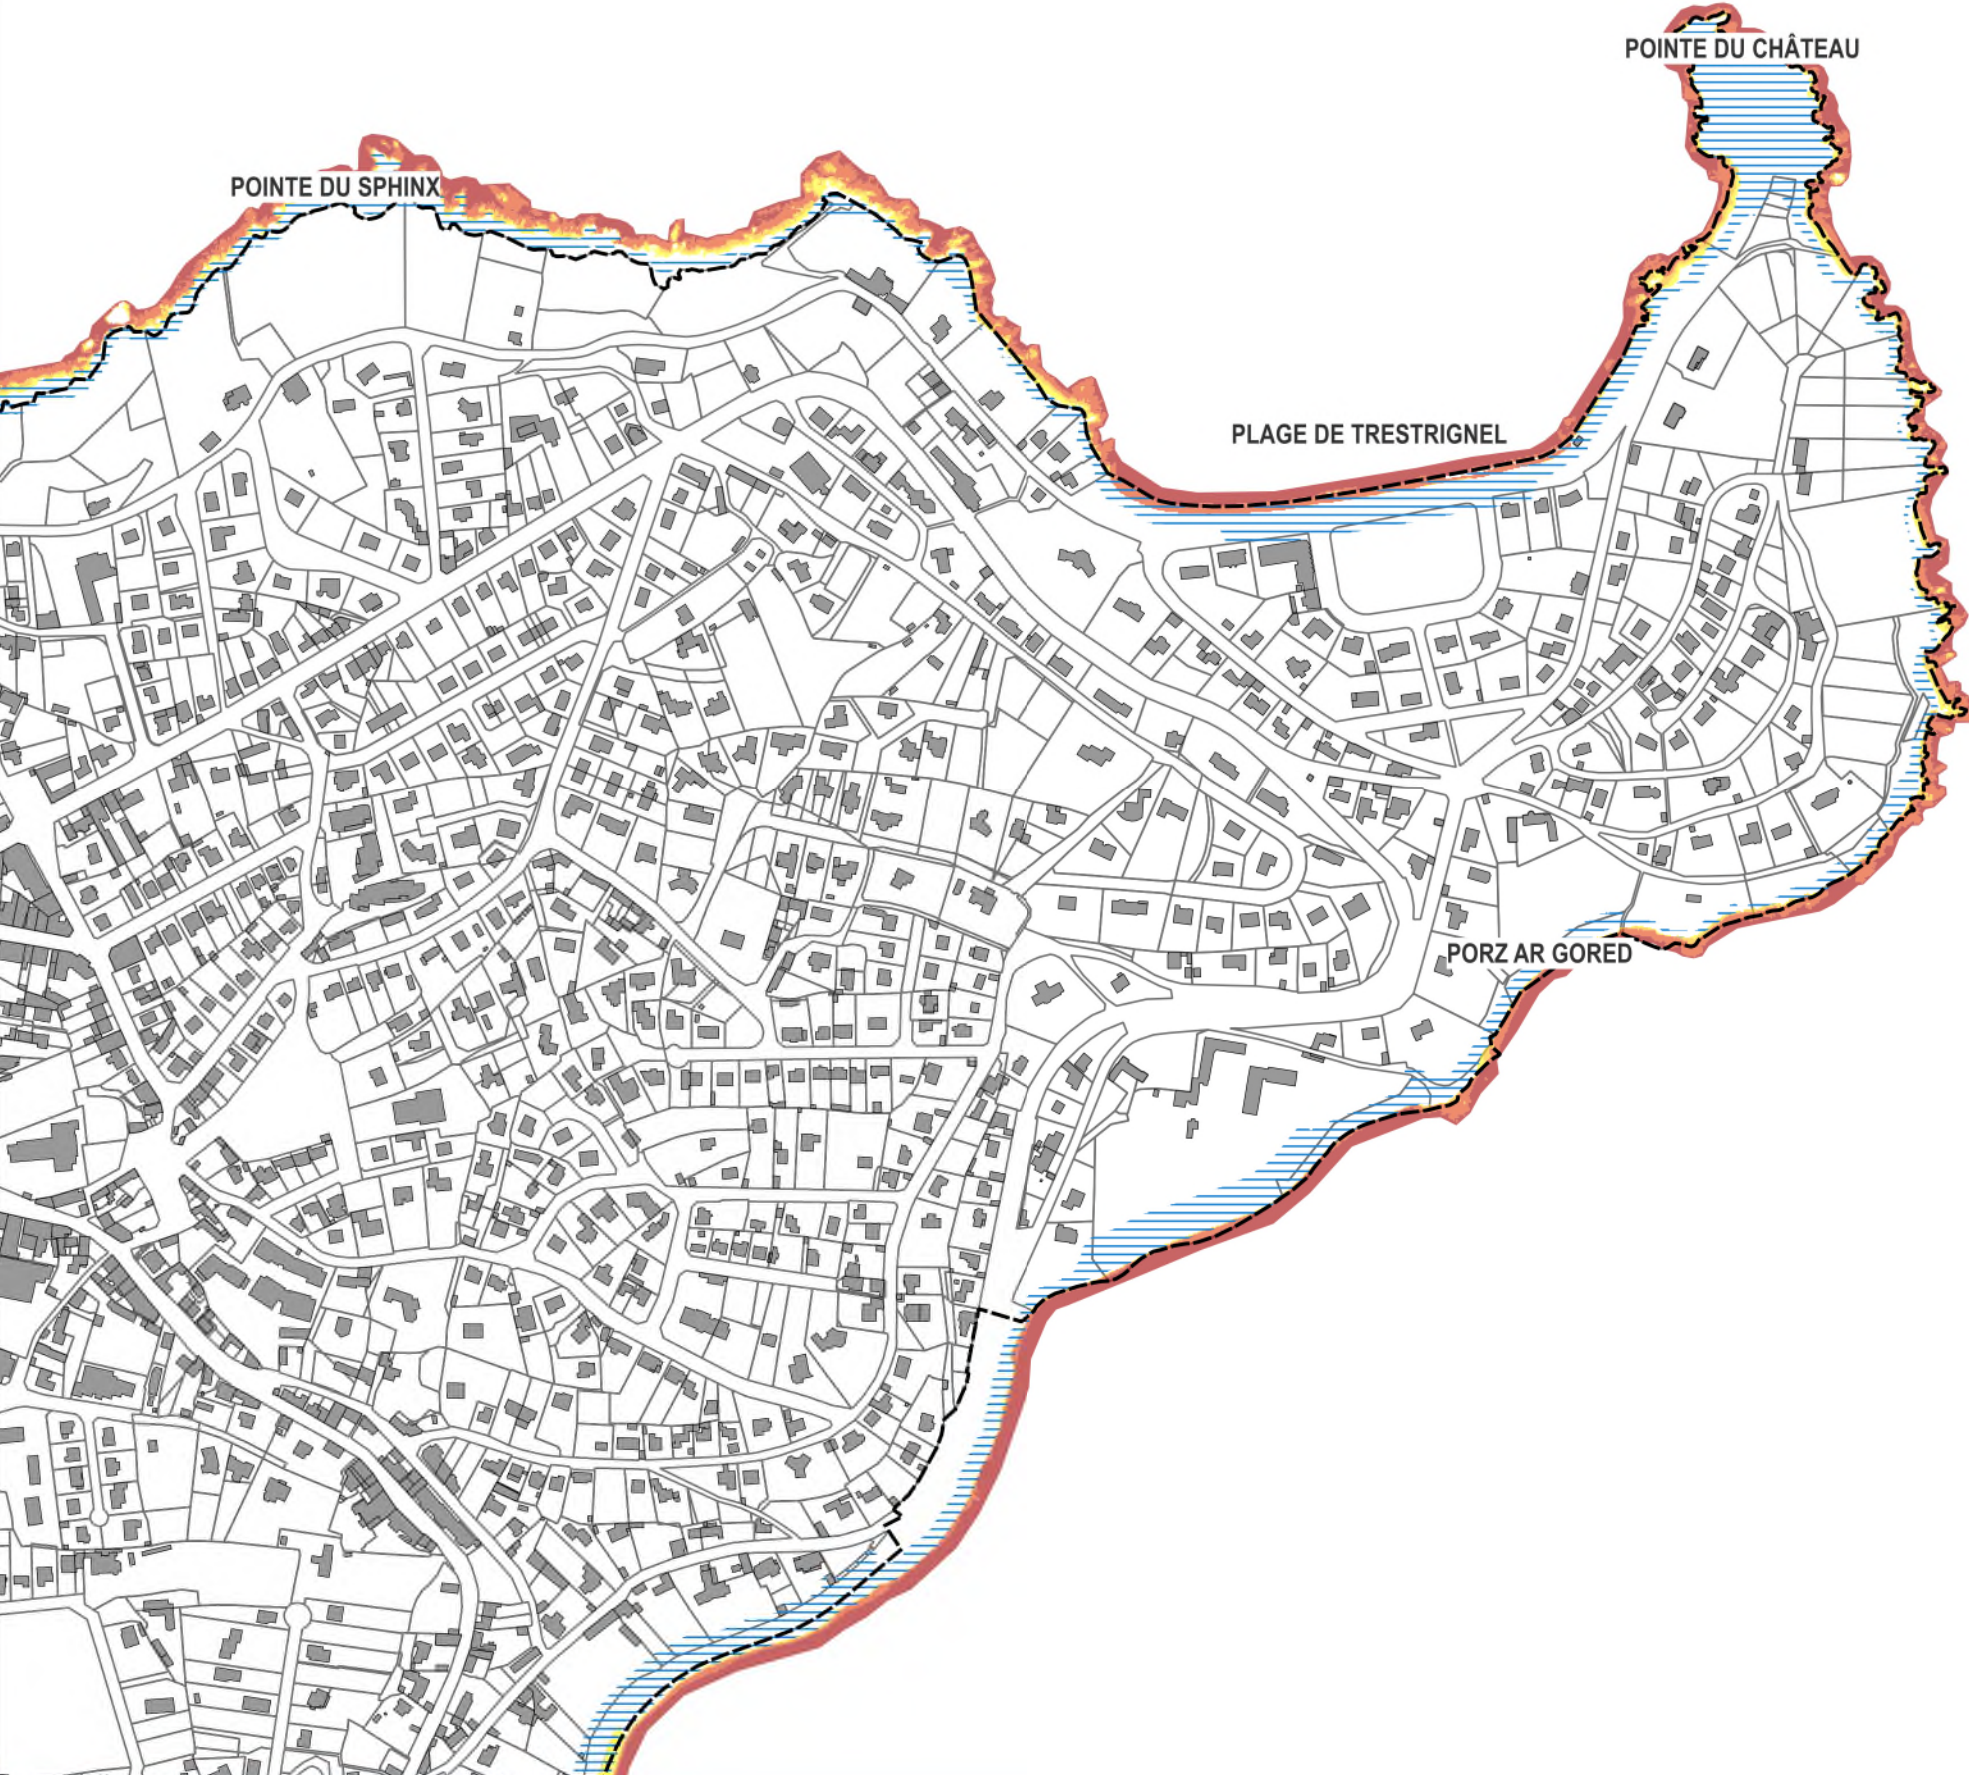 POINTE DU CHÂTEAU
POINTE DU SPHINX
PLAGE DE TRESTRIGNEL
PORZ AR GORED